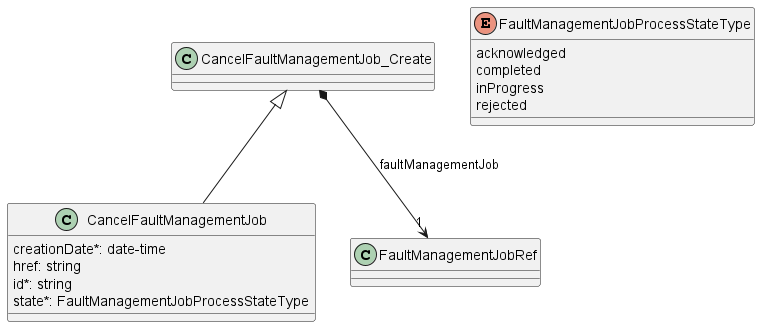 E FaultManagementJobProcessStateType
acknowledged
completed
inProgress
rejected
C CancelFaultManagementJob_Create
faultManagementJob
1
C CancelFaultManagementJob
creationDate*: date-time
href: string
id*: string
state*: FaultManagementJobProcessStateType
C FaultManagementJobRef